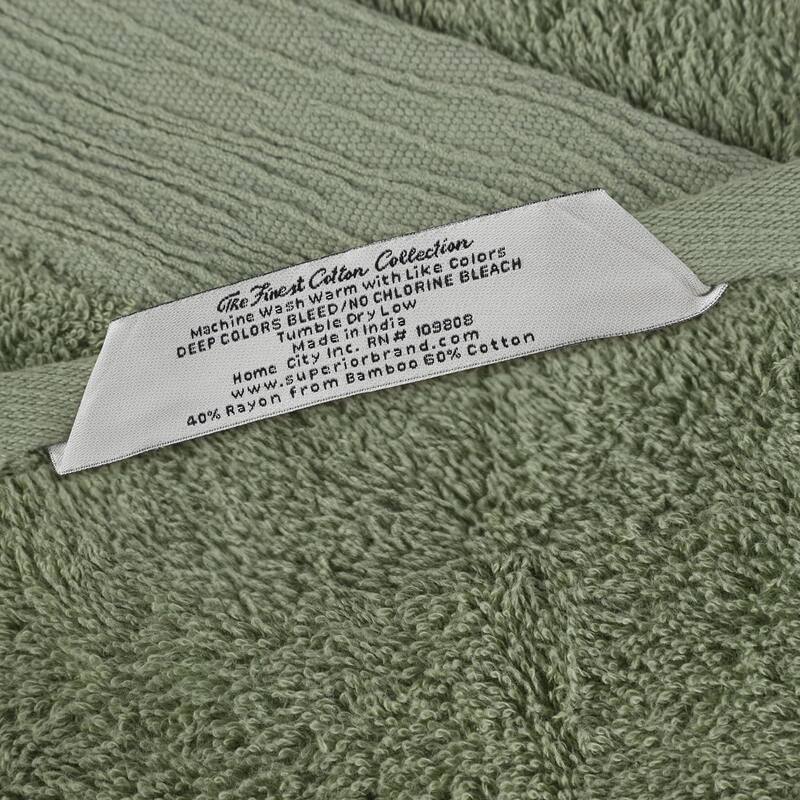 The Finest Cotton Collection
Machine Wash Warm with Like Colors
DEEP COLORS BLEED/NO CHLORINE BLEACH
Tumble Dry Low
Made in India
Home City Inc. RN# 109808
www.superiorbrand.com
40% Rayon from Bamboo 60% Cotton